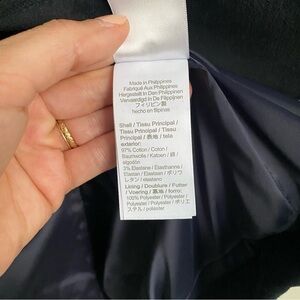 Made in Philippines
Fabriqué Aux Philippines
Hergestellt In Den Philippinen
Vervaardigd In De Filippijnen
フィリピン製
hecho en filipinas
Shell / Tissu Principal /
Tissu Principal / Tissu
Principal / 表地 / tela
exterior:
97% Cotton / Coton /
Baumwolle / Katoen / 綿 /
algodón
3% Elastane / Elasthanne /
Elastan / Elastaan / ポリウ
レタン / elastano
Lining / Doublure / Futter
/ Voering / 裏地 / forro:
100% Polyester / Polyester /
Polyester / Polyester / ポリエ
ステル / poliéster